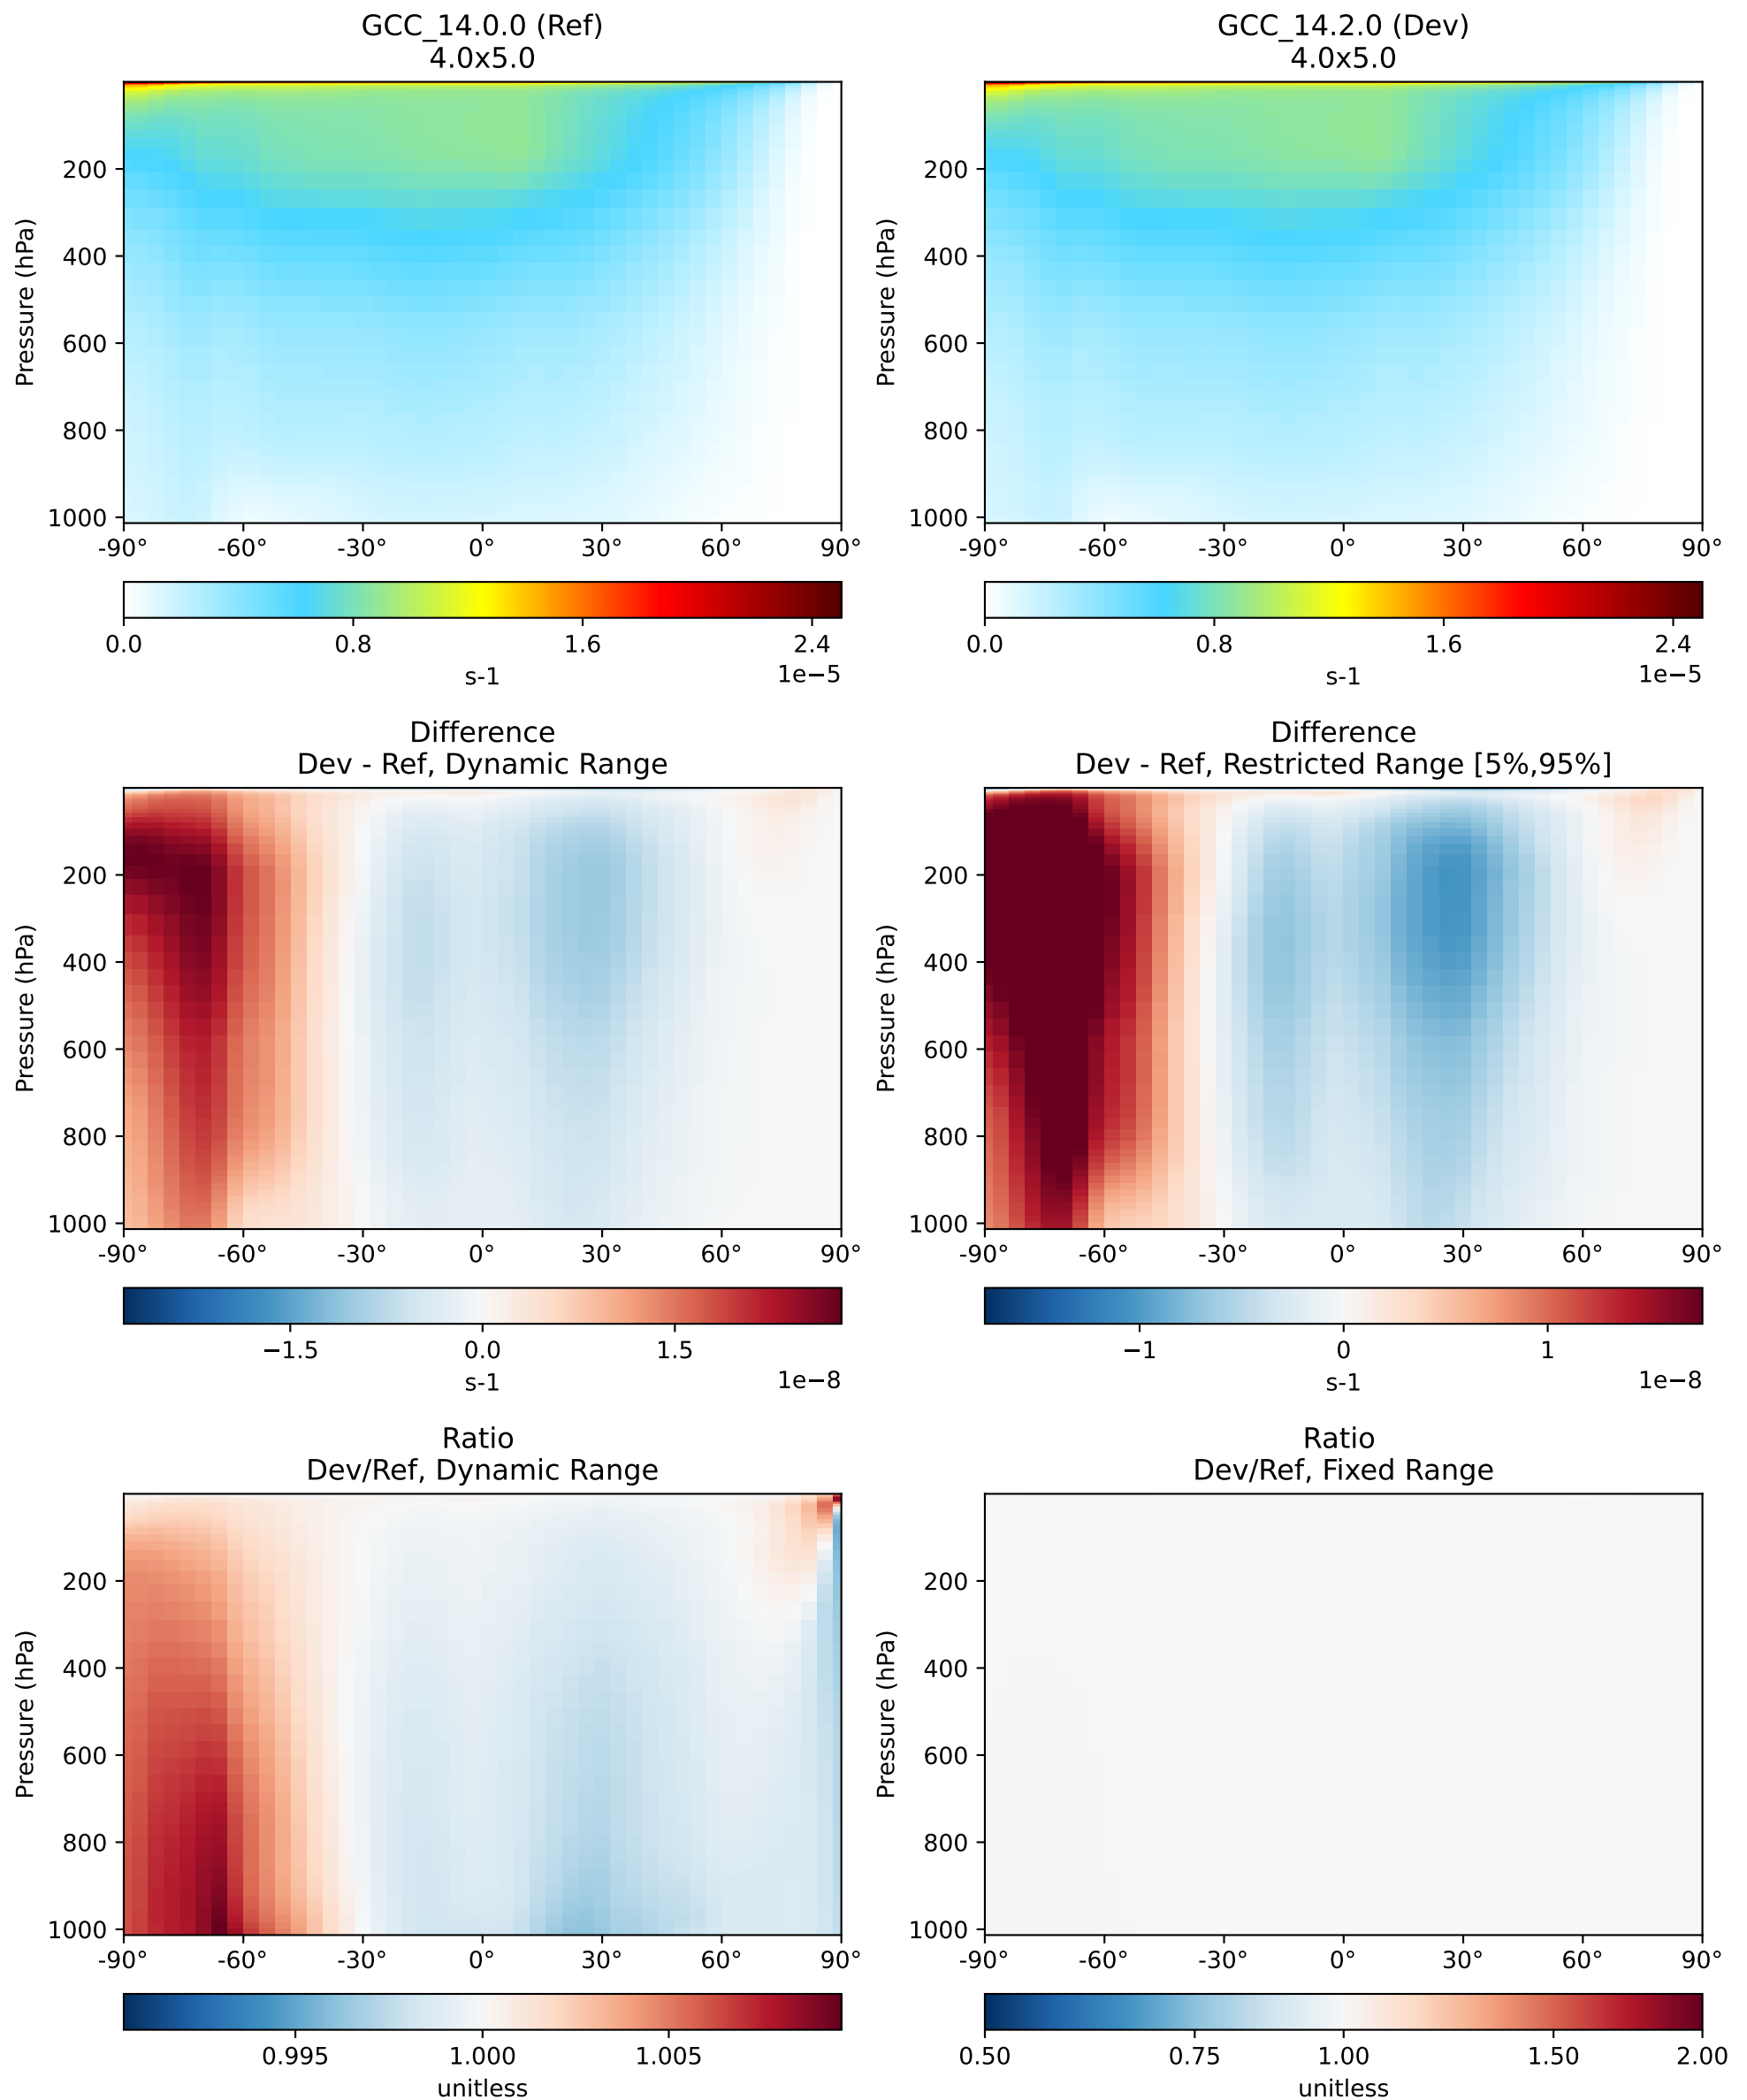 GCC_14.0.0 (Ref)
4.0x5.0
Pressure (hPa)
200
400
600
800
1000
-90° -60° -30° 0° 30° 60° 90°
0.0 0.8 1.6 2.4
1e−5
s-1
GCC_14.2.0 (Dev)
4.0x5.0
Pressure (hPa)
200
400
600
800
1000
-90° -60° -30° 0° 30° 60° 90°
0.0 0.8 1.6 2.4
1e−5
s-1
Difference
Dev - Ref, Dynamic Range
Pressure (hPa)
200
400
600
800
1000
-90° -60° -30° 0° 30° 60° 90°
−1.5 0.0 1.5
1e−8
s-1
Difference
Dev - Ref, Restricted Range [5%,95%]
Pressure (hPa)
200
400
600
800
1000
-90° -60° -30° 0° 30° 60° 90°
−1 0 1
1e−8
s-1
Ratio
Dev/Ref, Dynamic Range
Pressure (hPa)
200
400
600
800
1000
-90° -60° -30° 0° 30° 60° 90°
0.995 1.000 1.005
unitless
Ratio
Dev/Ref, Fixed Range
Pressure (hPa)
200
400
600
800
1000
-90° -60° -30° 0° 30° 60° 90°
0.50 0.75 1.00 1.50 2.00
unitless